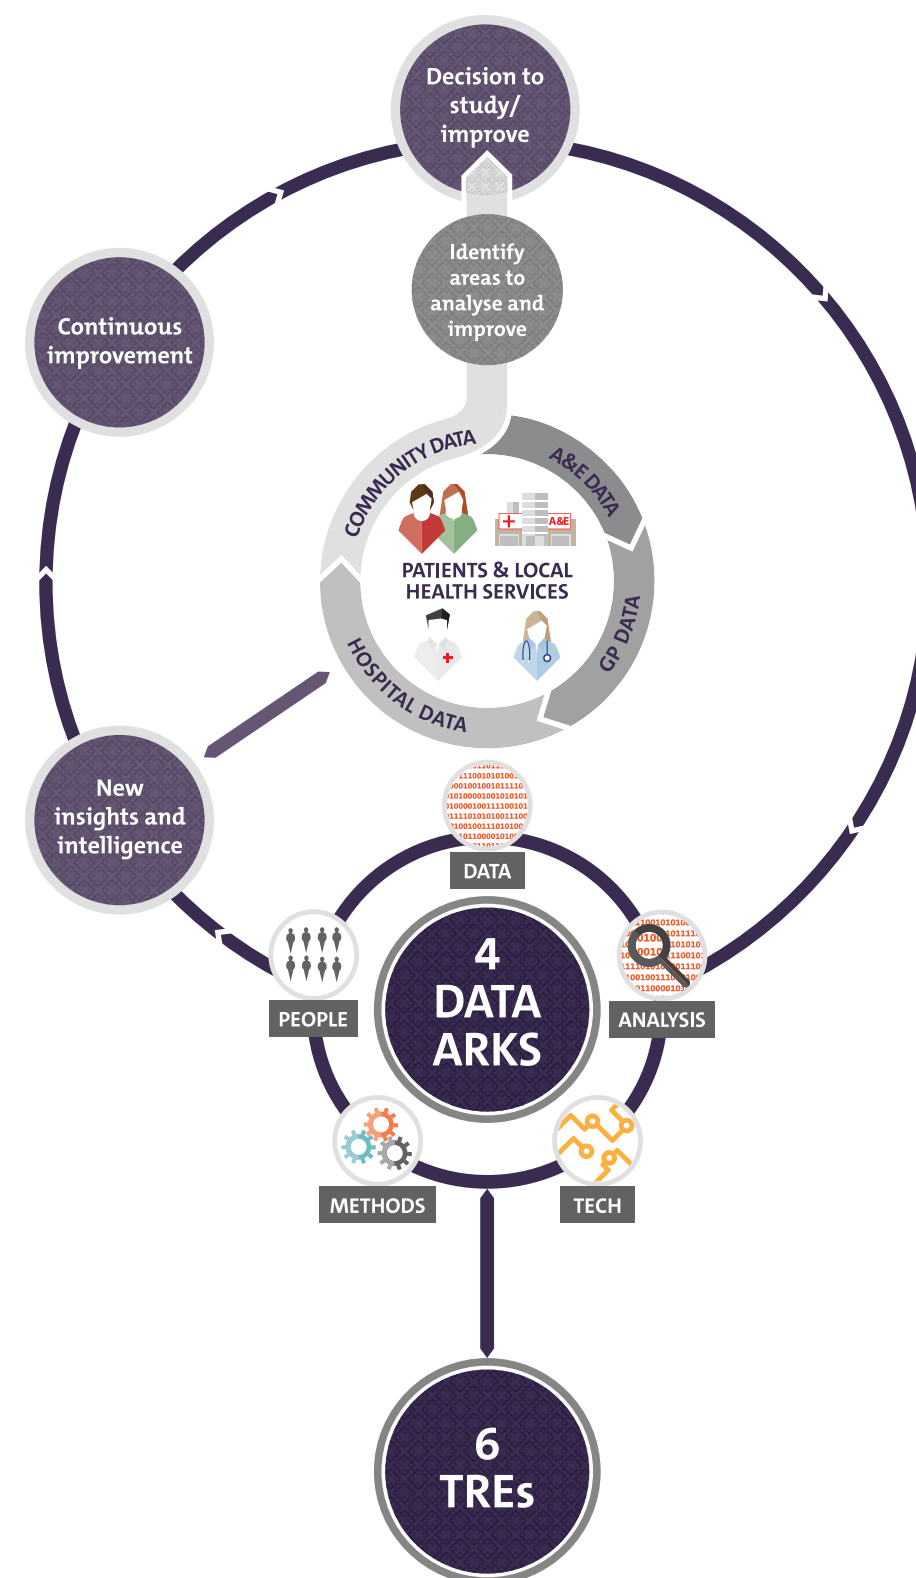 Decision to
study/
improve
Identify
areas to
analyse and
improve
Continuous
improvement
COMMUNITY DATA
A&E DATA
GP DATA
HOSPITAL DATA
A&E
PATIENTS & LOCAL
HEALTH SERVICES
New
insights and
intelligence
DATA
PEOPLE
ANALYSIS
4
DATA
ARKS
METHODS
TECH
6
TREs